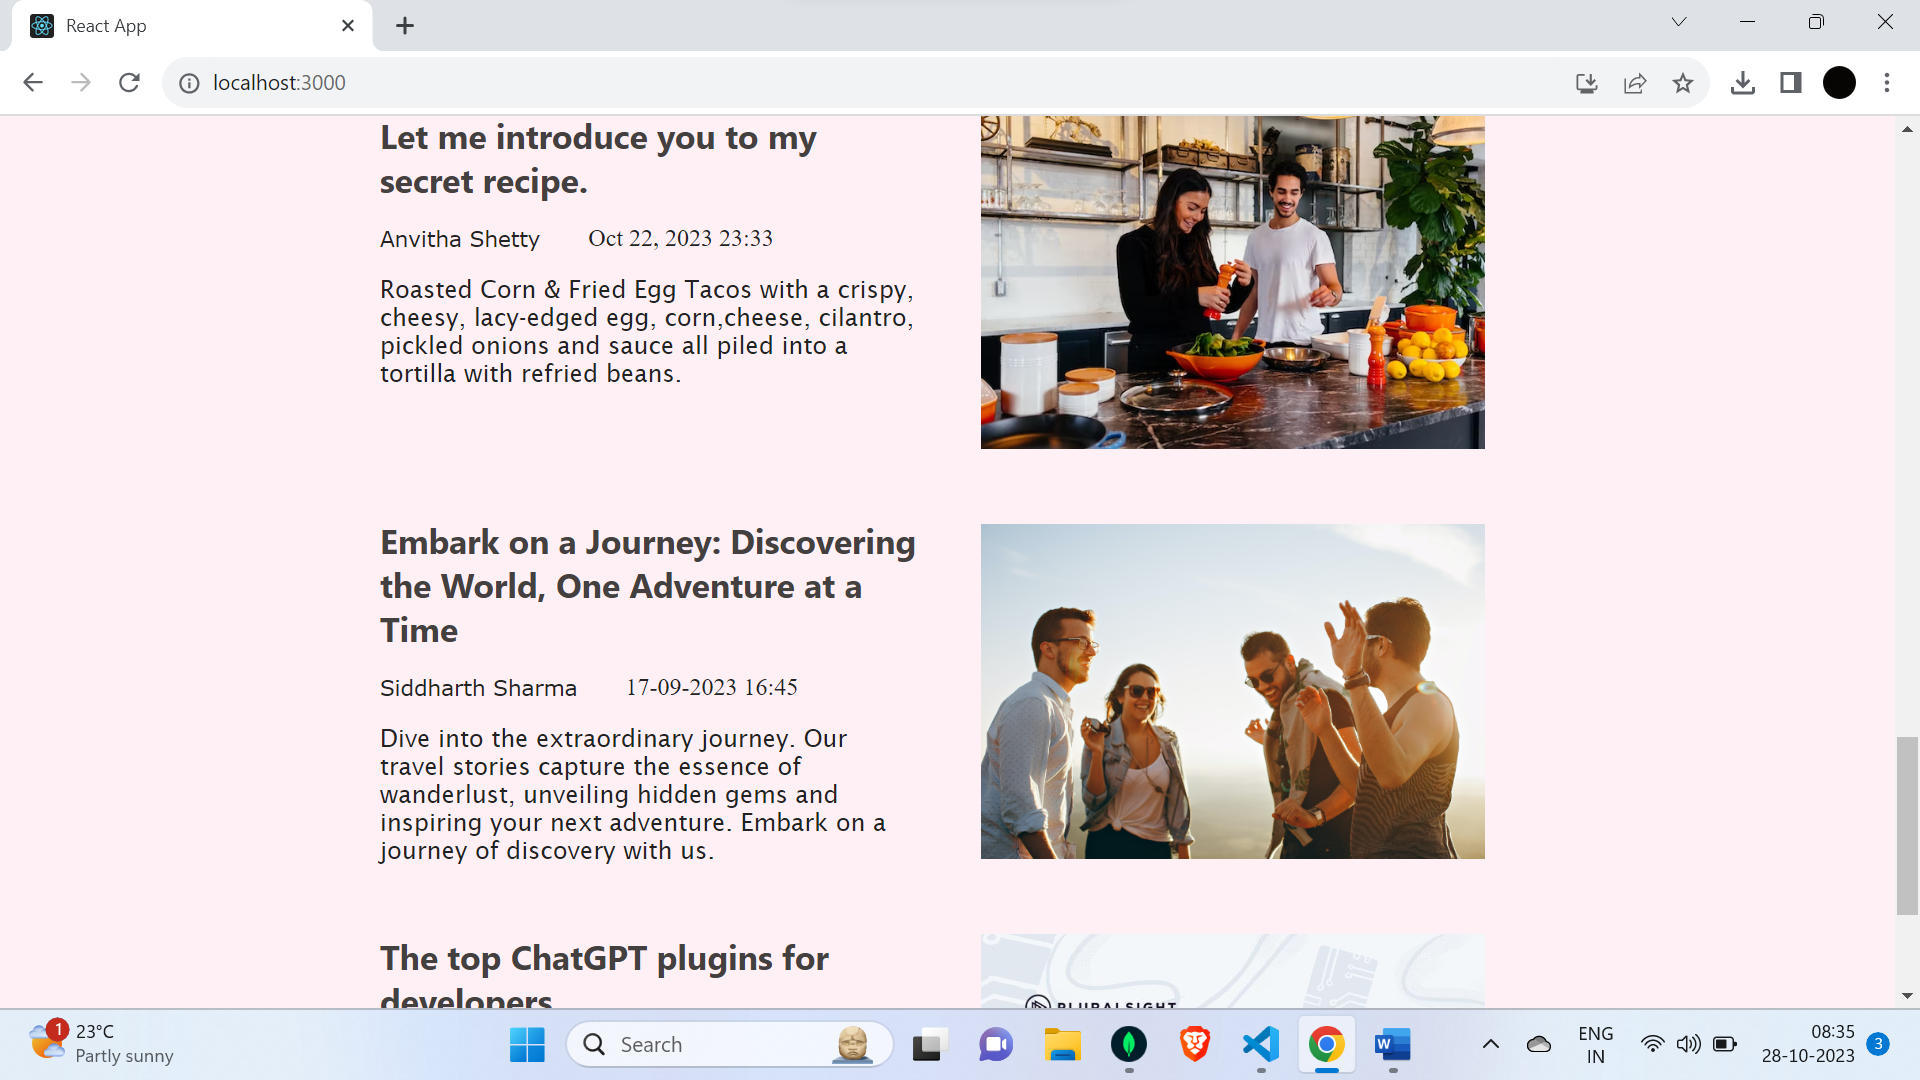 React App
localhost:3000
Let me introduce you to my
secret recipe.
Anvitha Shetty Oct 22, 2023 23:33
Roasted Corn & Fried Egg Tacos with a crispy,
cheesy, lacy-edged egg, corn,cheese, cilantro,
pickled onions and sauce all piled into a
tortilla with refried beans.
Embark on a Journey: Discovering
the World, One Adventure at a
Time
Siddharth Sharma 17-09-2023 16:45
Dive into the extraordinary journey. Our
travel stories capture the essence of
wanderlust, unveiling hidden gems and
inspiring your next adventure. Embark on a
journey of discovery with us.
The top ChatGPT plugins for
developers
PLURALSIGHT
1
23°C
Partly sunny
Search
W
ENG
IN
08:35
28-10-2023
3